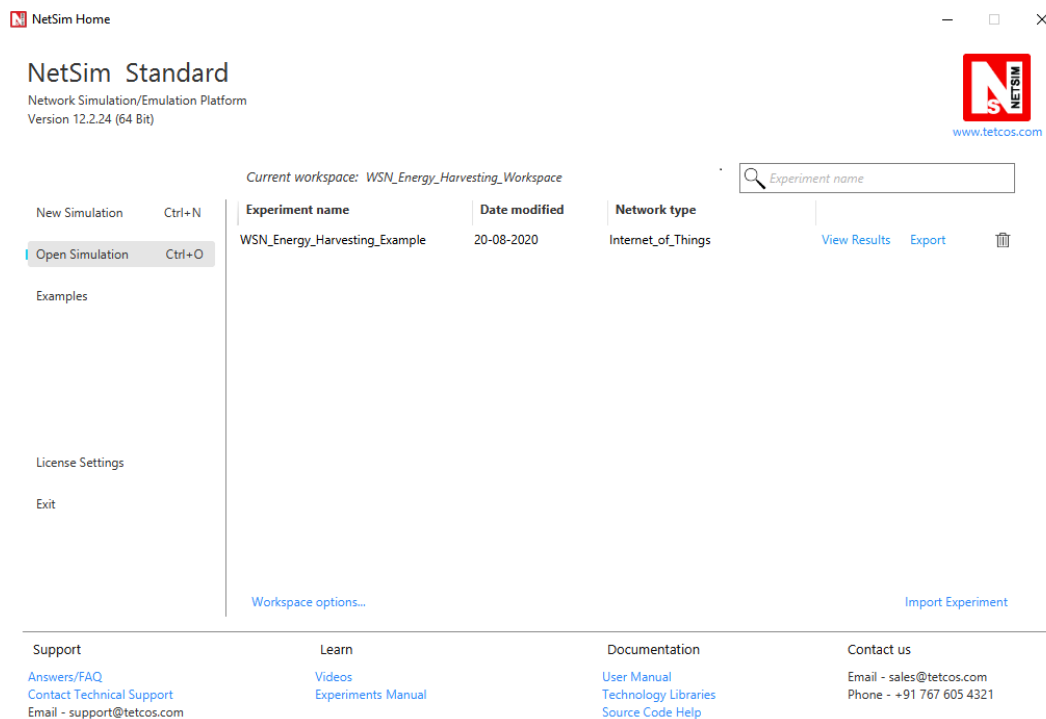 NetSim Home
NetSim Standard
Network Simulation/Emulation Platform
Version 12.2.24 (64 Bit)
NS NETSIM
www.tetcos.com
Current workspace: WSN_Energy_Harvesting_Workspace
Experiment name
New Simulation Ctrl+N
Open Simulation Ctrl+O
Examples
License Settings
Exit
Experiment name Date modified Network type
WSN_Energy_Harvesting_Example 20-08-2020 Internet_of_Things View Results Export
Workspace options... Import Experiment
Support
Answers/FAQ
Contact Technical Support
Email - support@tetcos.com
Learn
Videos
Experiments Manual
Documentation
User Manual
Technology Libraries
Source Code Help
Contact us
Email - sales@tetcos.com
Phone - +91 767 605 4321